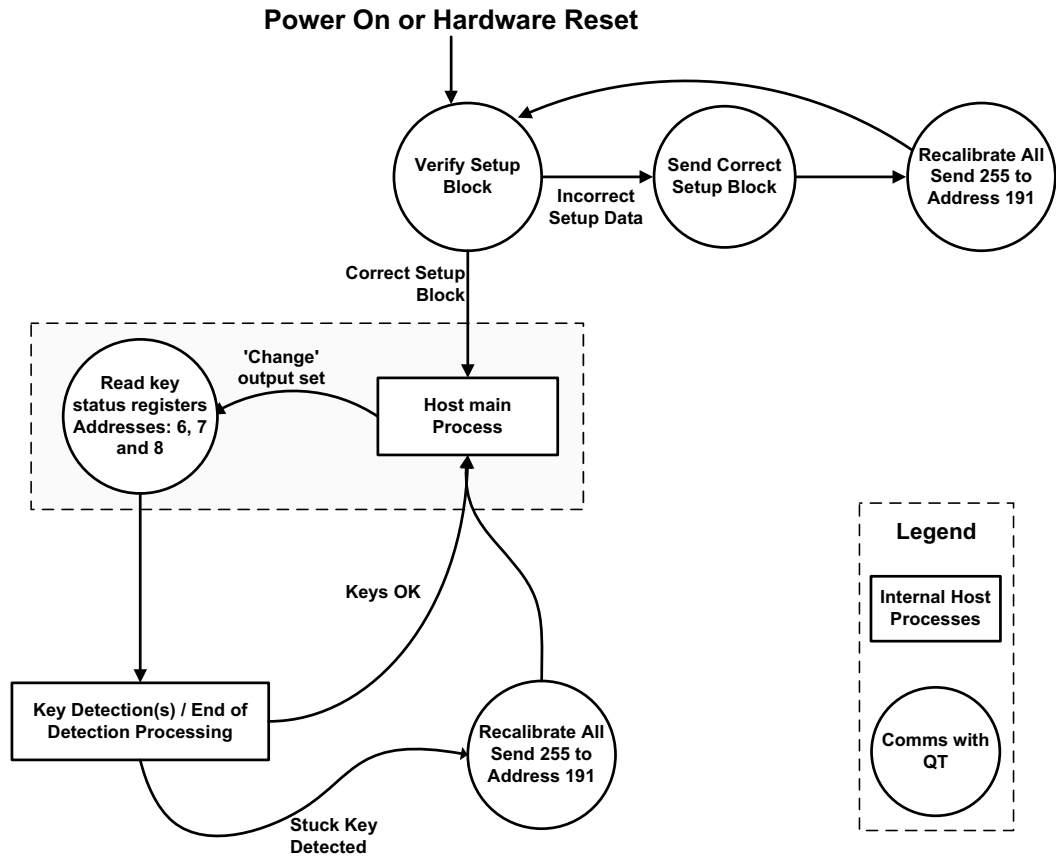 Power On or Hardware Reset
Verify Setup
Block
Incorrect
Setup Data
Send Correct
Setup Block
Recalibrate All
Send 255 to
Address 191
Correct Setup
Block
'Change'
output set
Read key
status registers
Addresses: 6, 7
and 8
Host main
Process
Keys OK
Key Detection(s) / End of
Detection Processing
Stuck Key
Detected
Recalibrate All
Send 255 to
Address 191
Legend
Internal Host
Processes
Comms with
QT